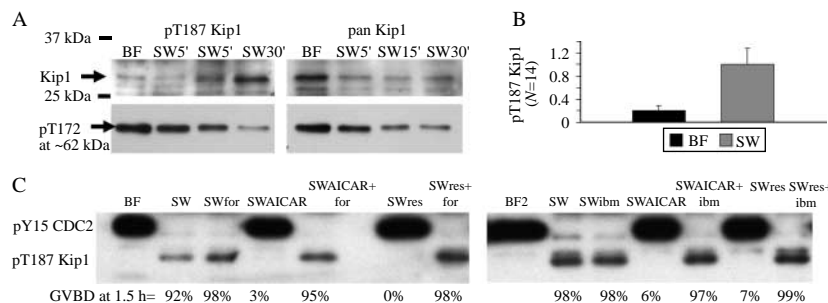 A
pT187 Kip1
pan Kip1
37 kDa
BF SW5' SW5' SW30'
BF SW5' SW15' SW30'
Kip1
25 kDa
pT172
at ~62 kDa
B
pT187 Kip1
(N=14)
1.2
0.8
0.4
0
BF SW
C
BF SW SWfor SWAICAR SWAICAR+ for SWres SWres+ for
BF2 SW SWibm SWAICAR SWAICAR+ ibm SWres SWres+ ibm
pY15 CDC2
pT187 Kip1
GVBD at 1.5 h= 92% 98% 3% 95% 0% 98% 98% 98% 6% 97% 7% 99%